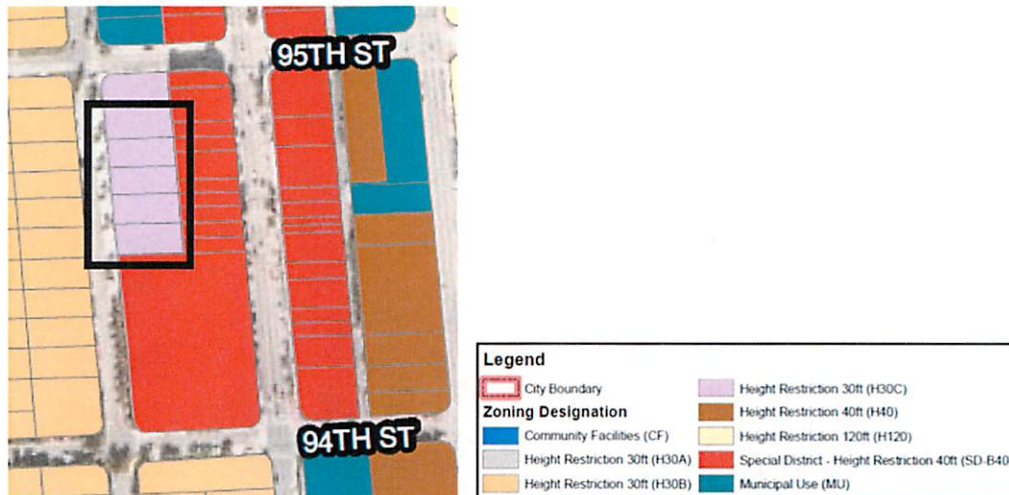 95TH ST
94TH ST
Legend
City Boundary
Zoning Designation
Community Facilities (CF)
Height Restriction 30ft (H30A)
Height Restriction 30ft (H30B)
Height Restriction 30ft (H30C)
Height Restriction 40ft (H40)
Height Restriction 120ft (H120)
Special District - Height Restriction 40ft (SD-B40
Municipal Use (MU)